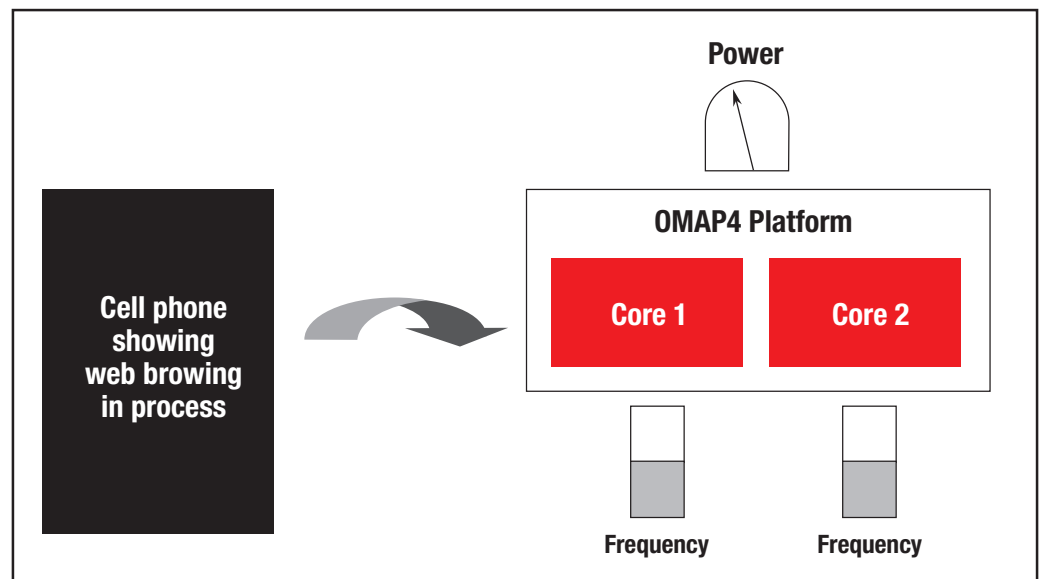 Power
OMAP4 Platform
Core 1
Core 2
Cell phone
showing
web browing
in process
Frequency
Frequency